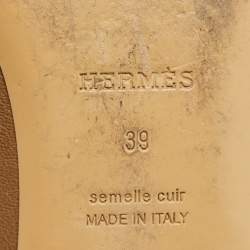 HERMÈS
39
semelle cuir
MADE IN ITALY